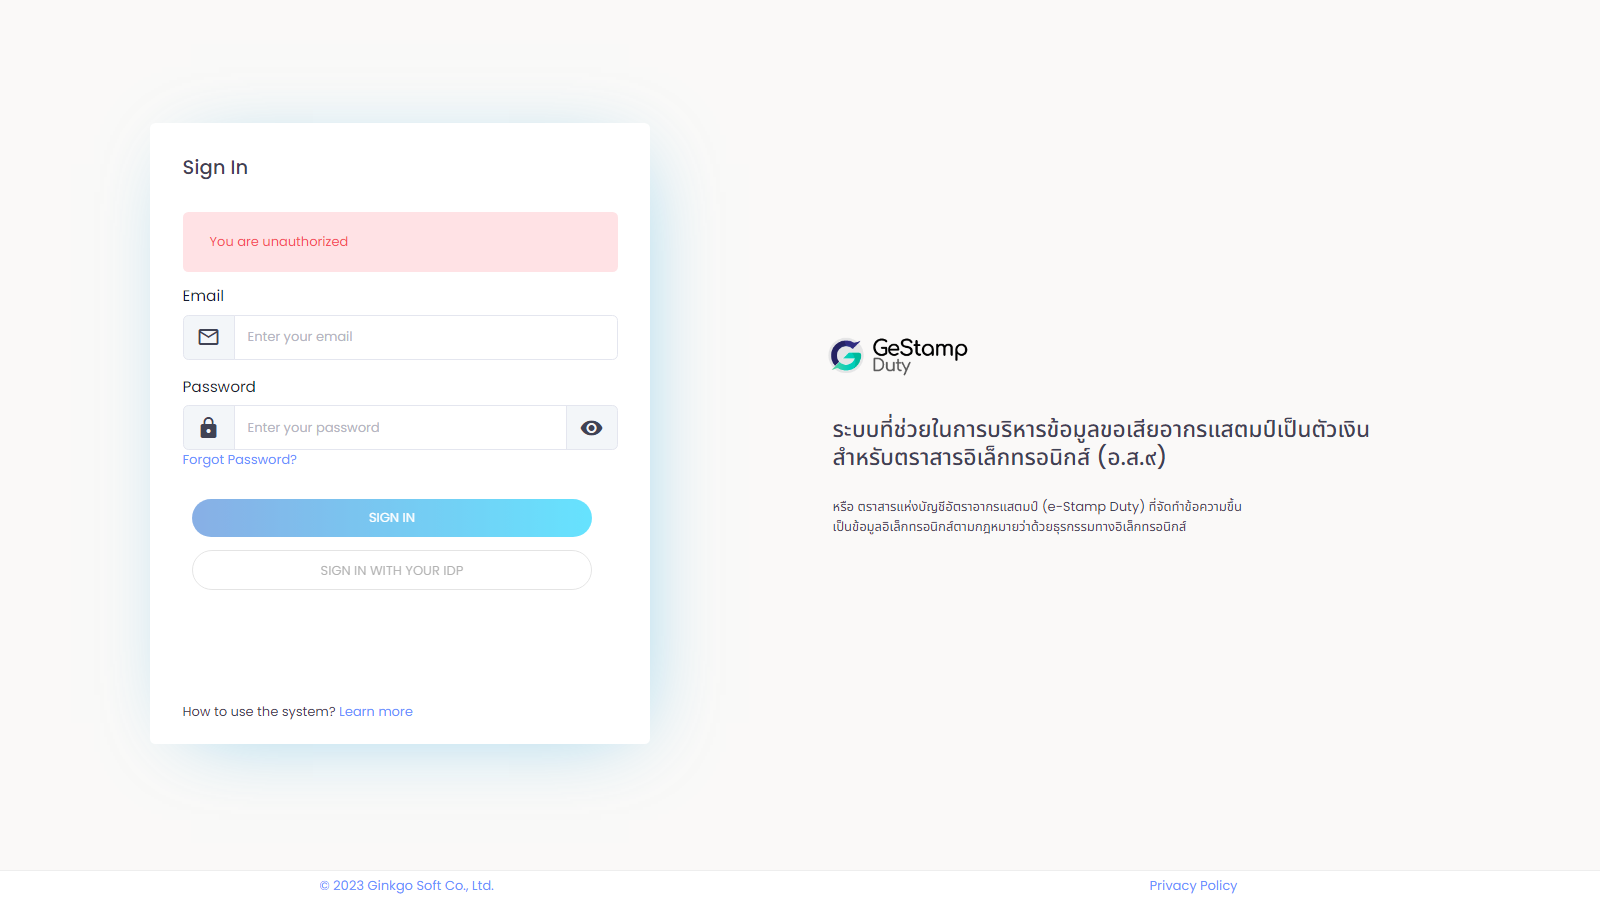 Sign In
You are unauthorized
Email
Enter your email
Password
Enter your password
Forgot Password?
SIGN IN
SIGN IN WITH YOUR IDP
How to use the system? Learn more
GeStamp
Duty
ระบบที่ช่วยในการบริหารข้อมูลขอเสียอากรแสตมป์เป็นตัวเงิน
สำหรับตราสารอิเล็กทรอนิกส์ (อ.ส.๙)
หรือ ตราสารแห่งบัญชีอัตราอากรแสตมป์ (e-Stamp Duty) ที่จัดทำข้อความขึ้น
เป็นข้อมูลอิเล็กทรอนิกส์ตามกฎหมายว่าด้วยธุรกรรมทางอิเล็กทรอนิกส์
© 2023 Ginkgo Soft Co., Ltd.
Privacy Policy